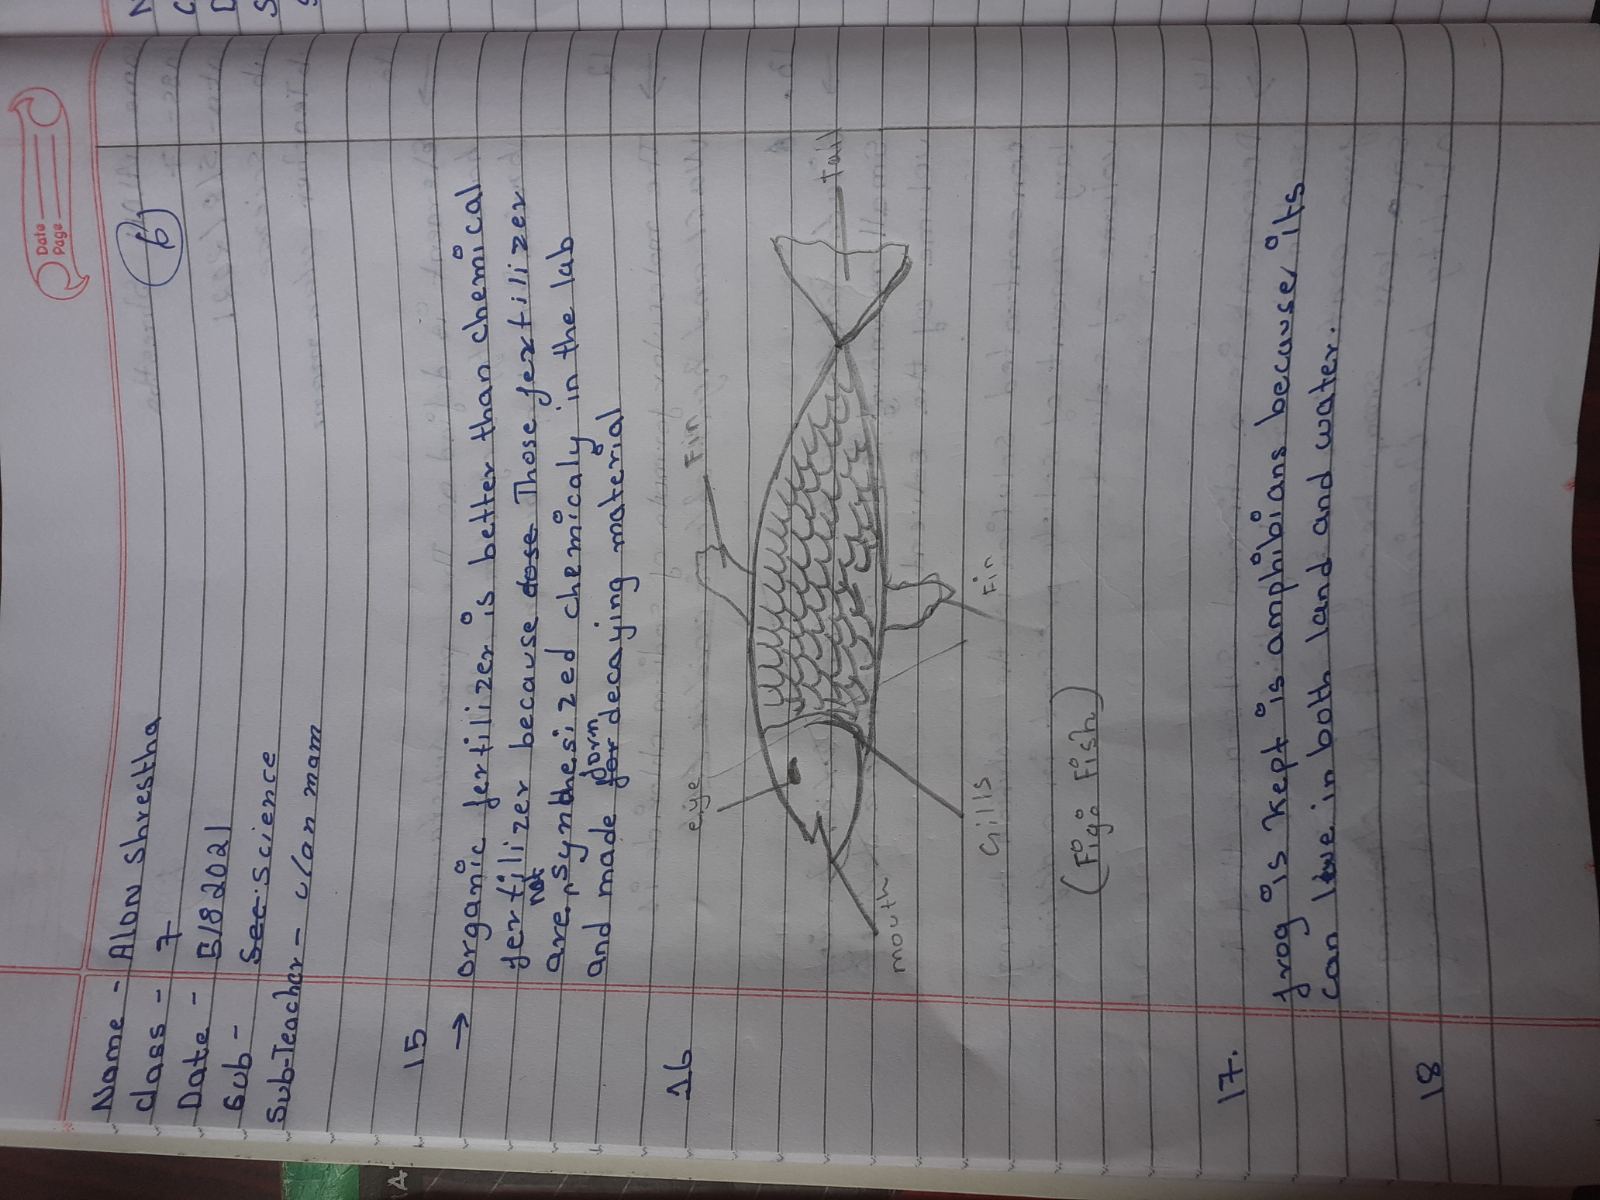 Date
Page
6
Name - Alon Shrestha
class - 7
Date - 5/8 2021
Sub - Sec: Science
Sub-Teacher - mam
15
→ organic fertilizer is better than chemical
fertilizer because dose Those fertilizer
are not synthesized chemicaly in the lab
and made for form decaying material
16
eye
Fin
tail
mouth
Gills
Fin
(Fig: Fish)
17. frog is kept is amphibians because its
can live in both land and water.
18